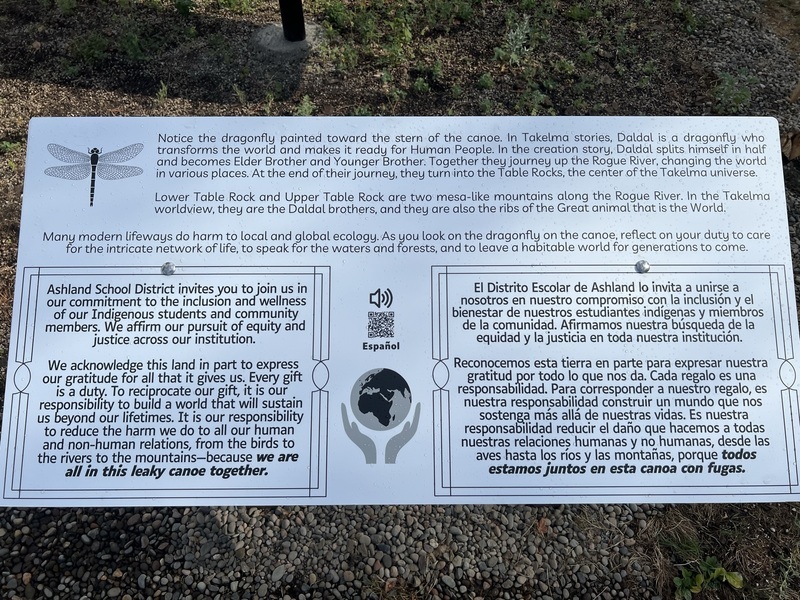 Notice the dragonfly painted toward the stern of the canoe. In Takelma stories, Daldal is a dragonfly who
transforms the world and makes it ready for Human People. In the creation story, Daldal splits himself in half
and becomes Elder Brother and Younger Brother. Together they journey up the Rogue River, changing the world
in various places. At the end of their journey, they turn into the Table Rocks, the center of the Takelma universe.
Lower Table Rock and Upper Table Rock are two mesa-like mountains along the Rogue River. In the Takelma
worldview, they are the Daldal brothers, and they are also the ribs of the Great animal that is the World.
Many modern lifeways do harm to local and global ecology. As you look on the dragonfly on the canoe, reflect on your duty to care
for the intricate network of life, to speak for the waters and forests, and to leave a habitable world for generations to come.
Ashland School District invites you to join us in
our commitment to the inclusion and wellness
of our Indigenous students and community
members. We affirm our pursuit of equity and
justice across our institution.
We acknowledge this land in part to express
our gratitude for all that it gives us. Every gift
is a duty. To reciprocate our gift, it is our
responsibility to build a world that will sustain
us beyond our lifetimes. It is our responsibility
to reduce the harm we do to all our human
and non-human relations, from the birds to
the rivers to the mountains—because we are
all in this leaky canoe together.
Español
El Distrito Escolar de Ashland lo invita a unirse a
nosotros en nuestro compromiso con la inclusión y el
bienestar de nuestros estudiantes indígenas y miembros
de la comunidad. Afirmamos nuestra búsqueda de la
equidad y la justicia en toda nuestra institución.
Reconocemos esta tierra en parte para expresar nuestra
gratitud por todo lo que nos da. Cada regalo es una
responsabilidad. Para corresponder a nuestro regalo, es
nuestra responsabilidad construir un mundo que nos
sostenga más allá de nuestras vidas. Es nuestra
responsabilidad reducir el daño que hacemos a todas
nuestras relaciones humanas y no humanas, desde las
aves hasta los ríos y las montañas, porque todos
estamos juntos en esta canoa con fugas.